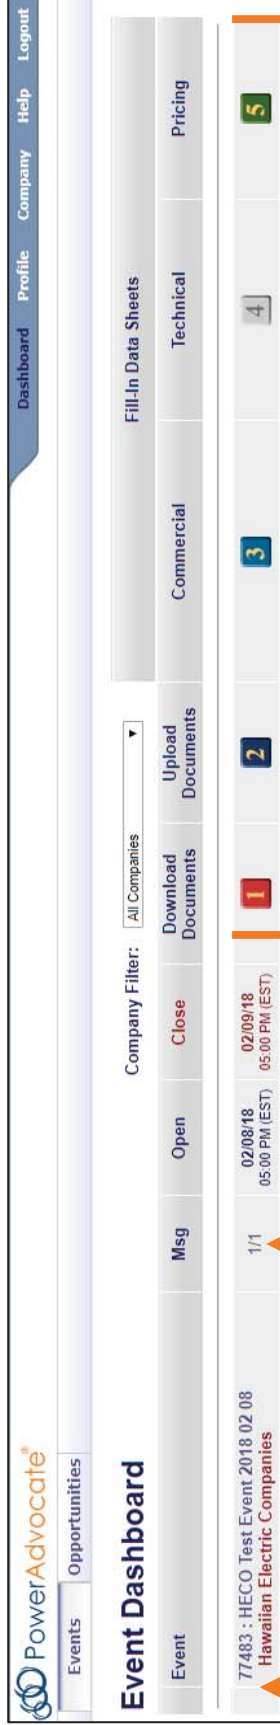 PowerAdvocate®
Dashboard Profile Company Help Logout
Events Opportunities
Event Dashboard
Company Filter: All Companies
Fill-In Data Sheets
Event Msg Open Close Download Documents Upload Documents Commercial Technical Pricing
77483 : HECO Test Event 2018 02 08
Hawaiian Electric Companies
1/1
02/08/18
05:00 PM (EST)
02/09/18
05:00 PM (EST)
1 2 3 4 5